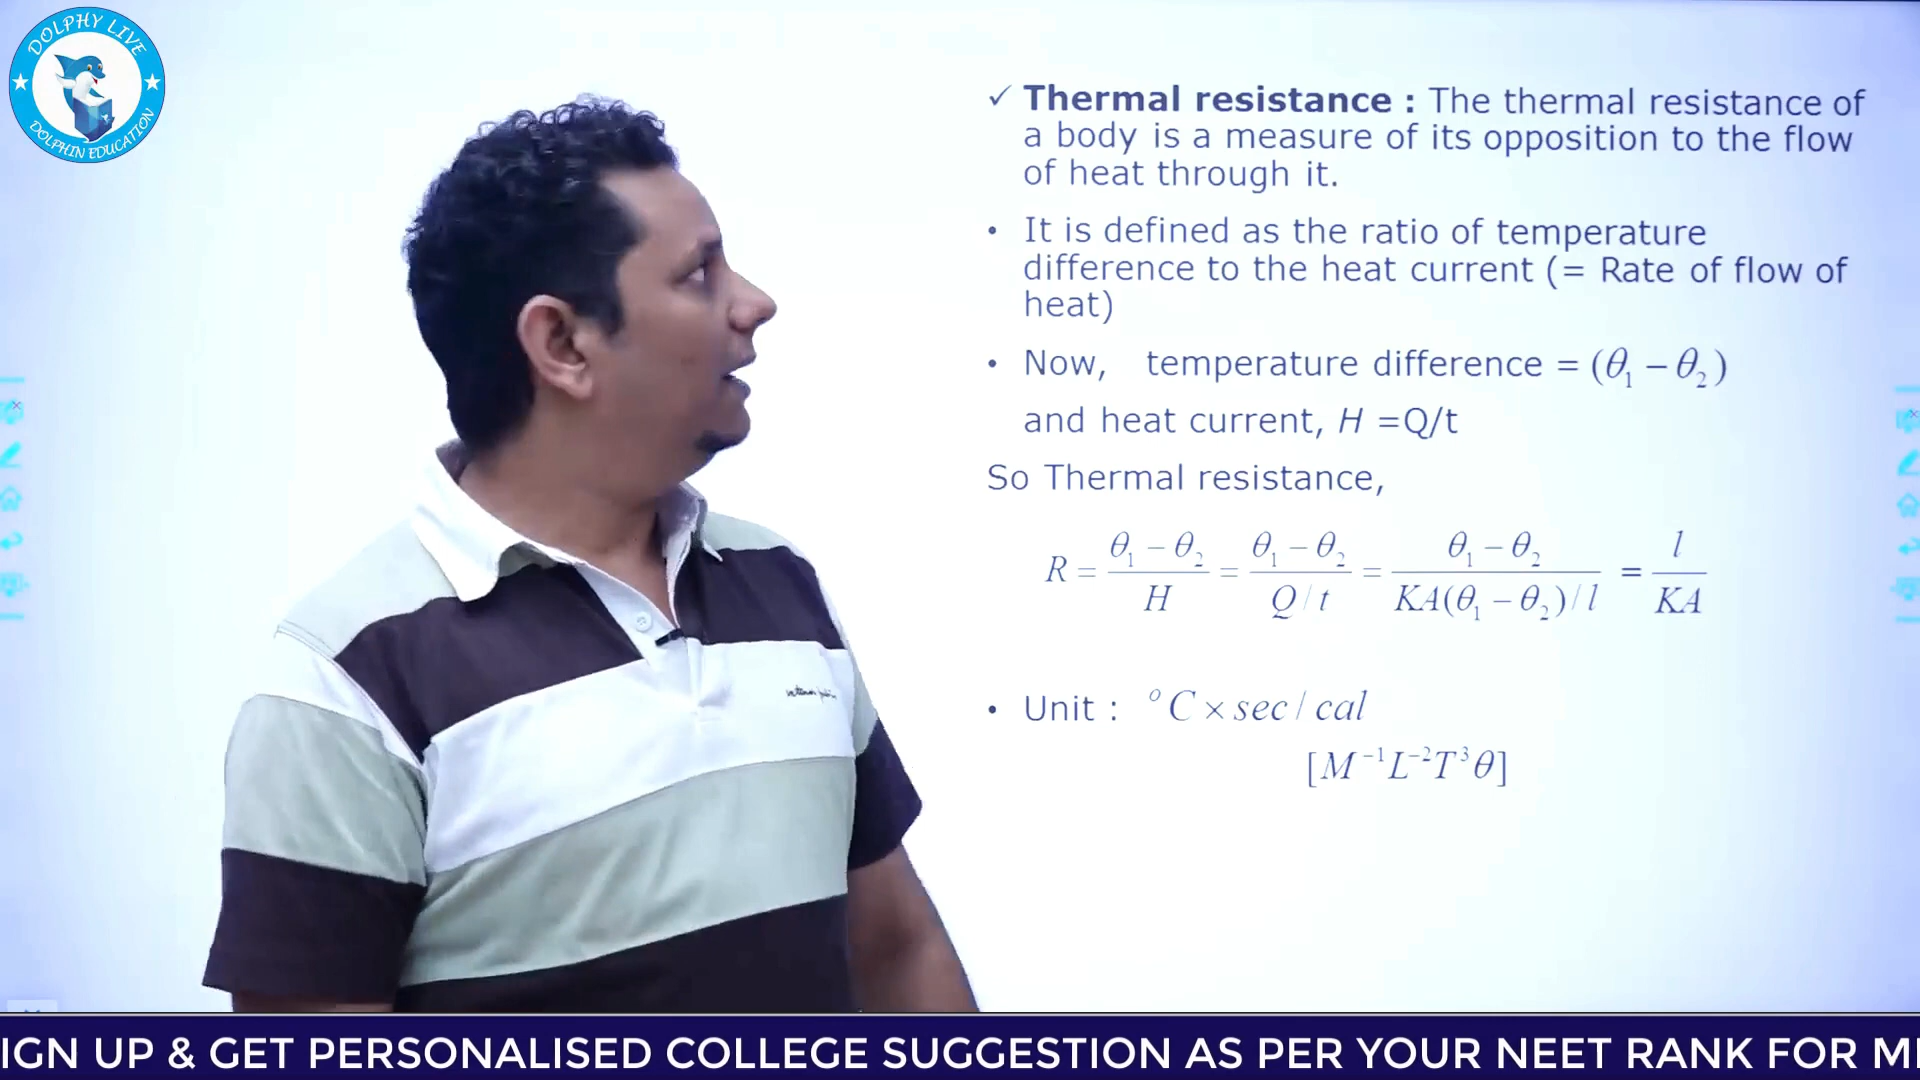 DOLPHY LIVE
DOLPHIN EDUCATION
✓ Thermal resistance : The thermal resistance of
a body is a measure of its opposition to the flow
of heat through it.
• It is defined as the ratio of temperature
difference to the heat current (= Rate of flow of
heat)
• Now, temperature difference = (θ₁ − θ₂)
and heat current, H =Q/t
So Thermal resistance,
R = (θ₁ − θ₂)/H = (θ₁ − θ₂)/(Q / t) = (θ₁ − θ₂)/(KA(θ₁ − θ₂) / l) = l/KA
• Unit : °C × sec / cal
[M⁻¹L⁻²T³θ]
IGN UP & GET PERSONALISED COLLEGE SUGGESTION AS PER YOUR NEET RANK FOR M